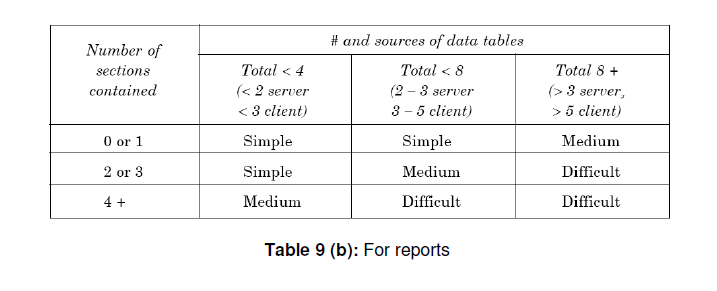 Number of sections contained # and sources of data tables
Total < 4 (< 2 server < 3 client) Total < 8 (2 – 3 server 3 – 5 client) Total 8 + (> 3 server, > 5 client)
0 or 1 Simple Simple Medium
2 or 3 Simple Medium Difficult
4 + Medium Difficult Difficult
Table 9 (b): For reports